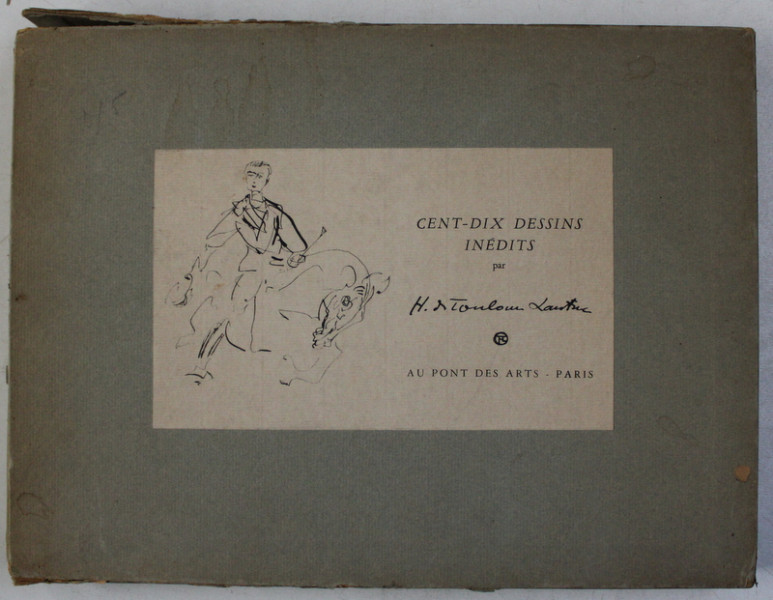 CENT-DIX DESSINS
INÉDITS
par
H. de Toulouse Lautrec
AU PONT DES ARTS - PARIS